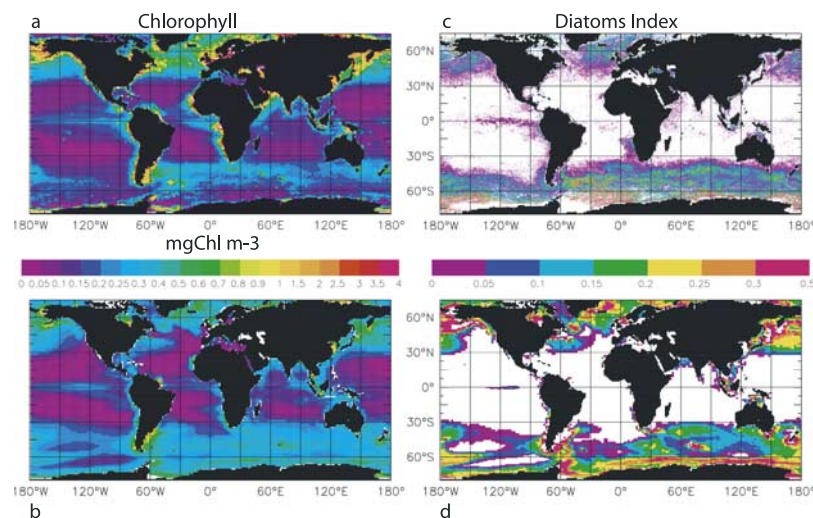 a Chlorophyll c Diatoms Index
60°N
30°N
0°
30°S
60°S
180°W 120°W 60°W 0° 60°E 120°E 180° 180°W 120°W 60°W 0° 60°E 120°E 180°
mgChl m-3
0 0.05 0.1 0.15 0.2 0.25 0.3 0.4 0.5 0.6 0.7 0.8 0.9 1 1.5 2 2.5 3 3.5 4 0 0.05 0.1 0.15 0.2 0.25 0.3 0.5
60°N
30°N
0°
30°S
60°S
180°W 120°W 60°W 0° 60°E 120°E 180° 180°W 120°W 60°W 0° 60°E 120°E 180°
b d